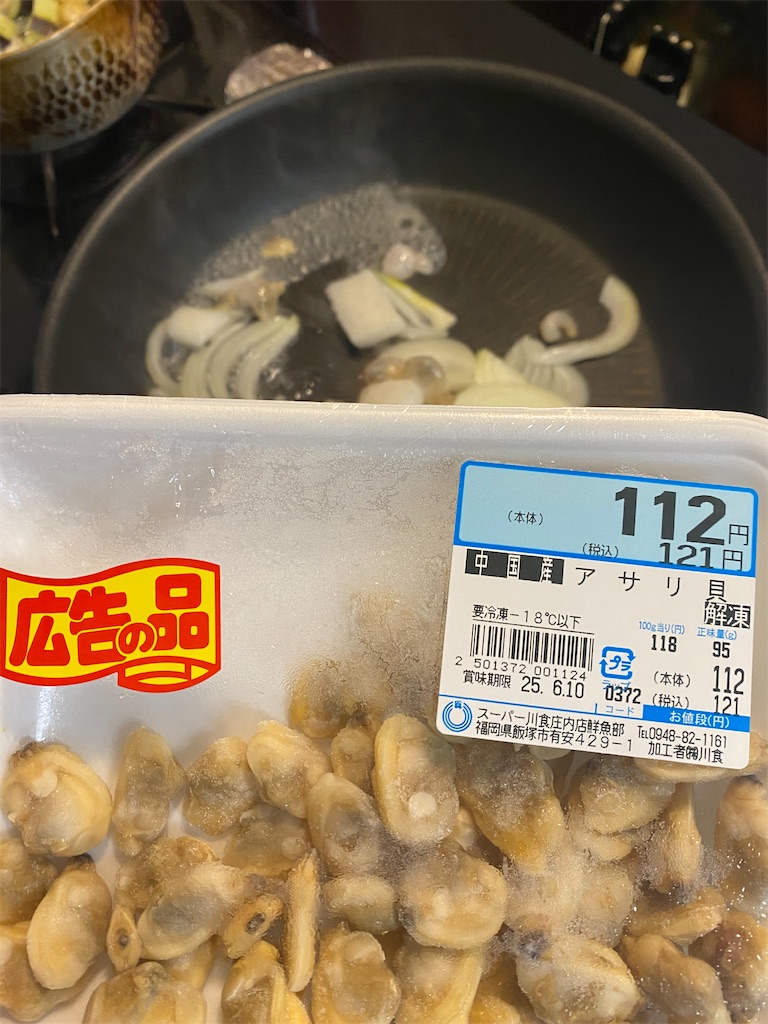 (本体) 112円
(税込) 121円
中国産アサリ貝
解凍
要冷凍-18℃以下
100g当り(円) 正味量(g)
118 95
2 501372 001124
プラ
ラップ
賞味期限 25. 6.10
0372
コード
(本体) 112
(税込) 121
お値段(円)
スーパー川食庄内店鮮魚部
福岡県飯塚市有安429-1
℡0948-82-1161
加工者㈱川食
広告の品